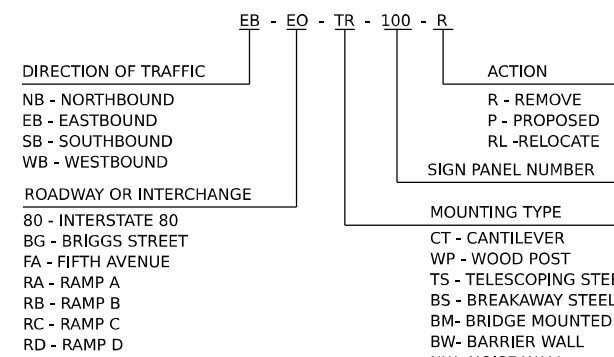 EB - EO - TR - 100 - R
DIRECTION OF TRAFFIC
NB - NORTHBOUND
EB - EASTBOUND
SB - SOUTHBOUND
WB - WESTBOUND
ROADWAY OR INTERCHANGE
80 - INTERSTATE 80
BG - BRIGGS STREET
FA - FIFTH AVENUE
RA - RAMP A
RB - RAMP B
RC - RAMP C
RD - RAMP D
ACTION
R - REMOVE
P - PROPOSED
RL -RELOCATE
SIGN PANEL NUMBER
MOUNTING TYPE
CT - CANTILEVER
WP - WOOD POST
TS - TELESCOPING
BS - BREAKAWAY STEEL
BM- BRIDGE MOUNTED
BW- BARRIER WALL